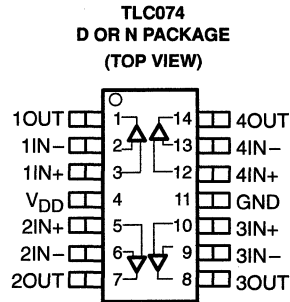 TLC074
D OR N PACKAGE
(TOP VIEW)
1OUT 1 14 4OUT
1IN− 2 13 4IN−
1IN+ 3 12 4IN+
VDD 4 11 GND
2IN+ 5 10 3IN+
2IN− 6 9 3IN−
2OUT 7 8 3OUT